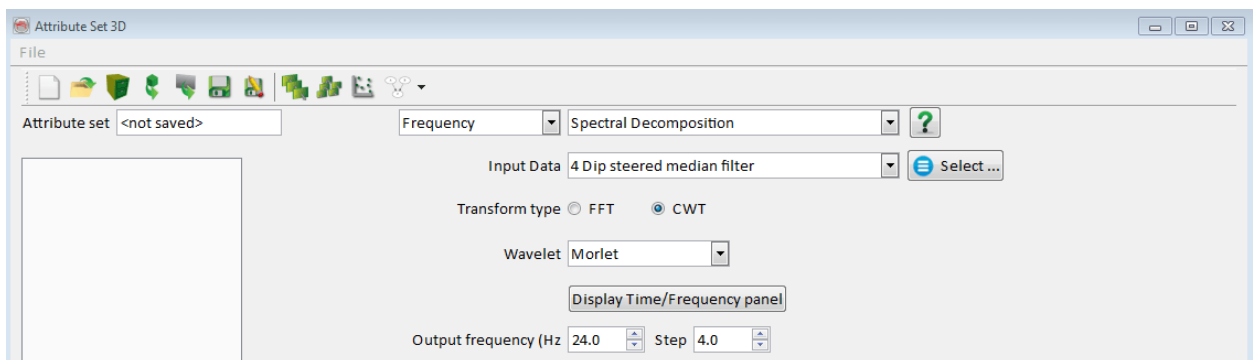 Attribute Set 3D
File
Attribute set <not saved> Frequency Spectral Decomposition ?
Input Data 4 Dip steered median filter Select ...
Transform type FFT CWT
Wavelet Morlet
Display Time/Frequency panel
Output frequency (Hz 24.0 Step 4.0